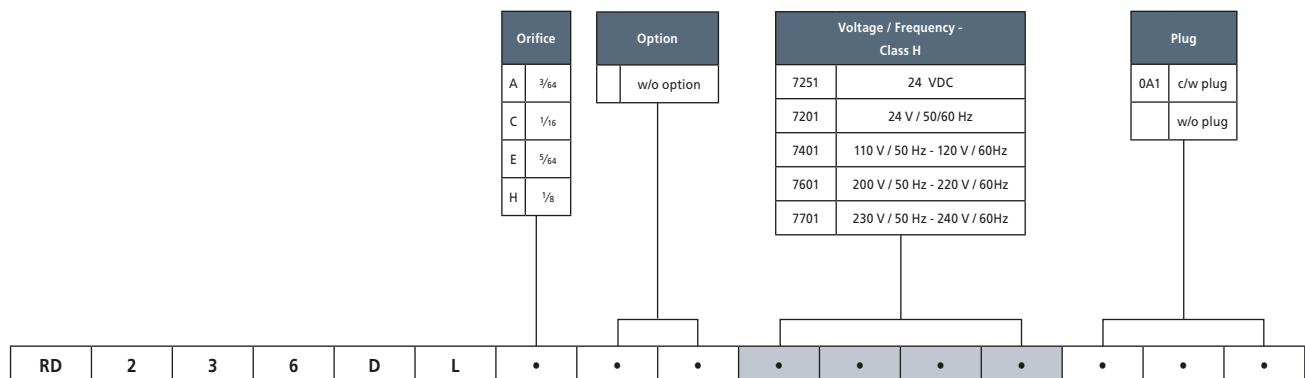 Orifice
A ³⁄₆₄
C ¹⁄₁₆
E ⁵⁄₆₄
H ¹⁄₈
Option
w/o option
Voltage / Frequency -
Class H
7251 24 VDC
7201 24 V / 50/60 Hz
7401 110 V / 50 Hz - 120 V / 60Hz
7601 200 V / 50 Hz - 220 V / 60Hz
7701 230 V / 50 Hz - 240 V / 60Hz
Plug
0A1 c/w plug
w/o plug
RD 2 3 6 D L • • • • • • • • • •